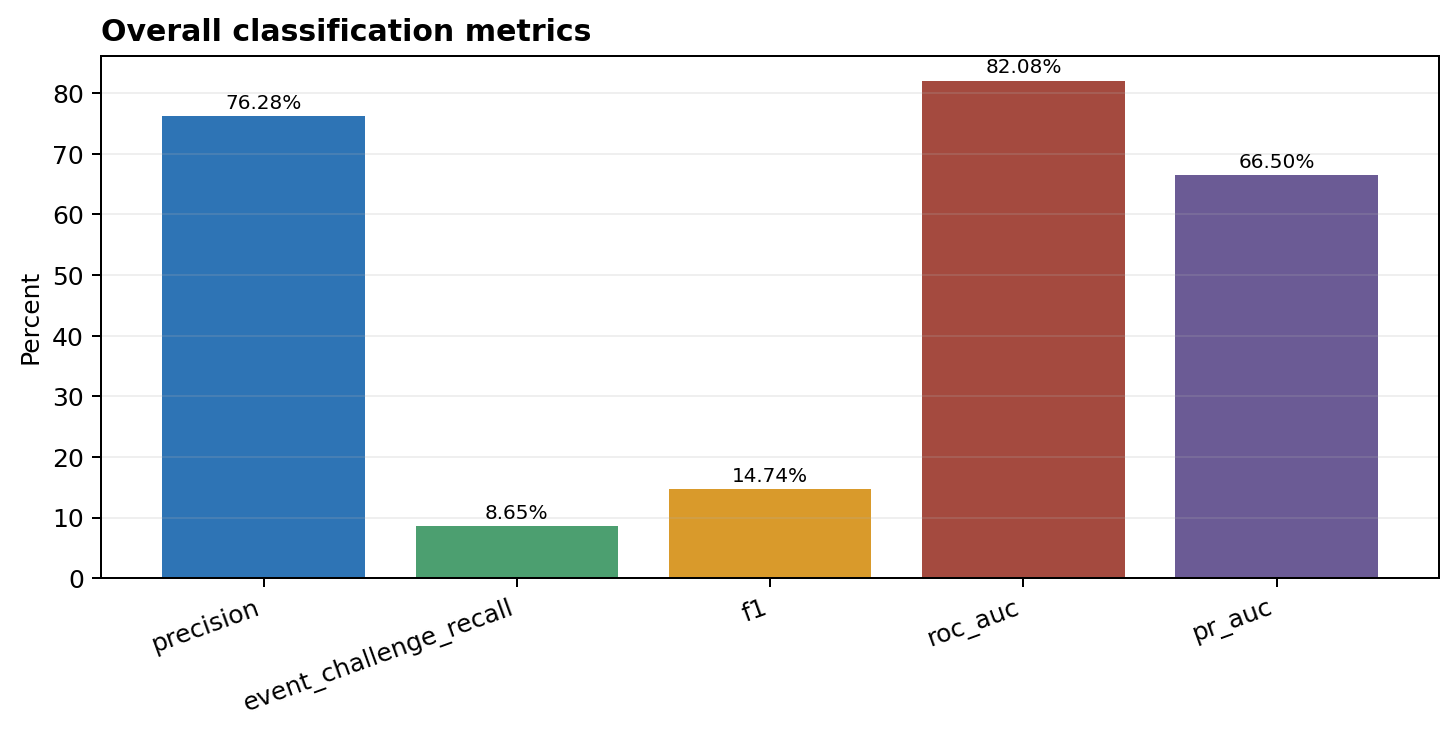 Overall classification metrics
Percent
80
70
60
50
40
30
20
10
0
76.28%
8.65%
14.74%
82.08%
66.50%
precision
event_challenge_recall
f1
roc_auc
pr_auc